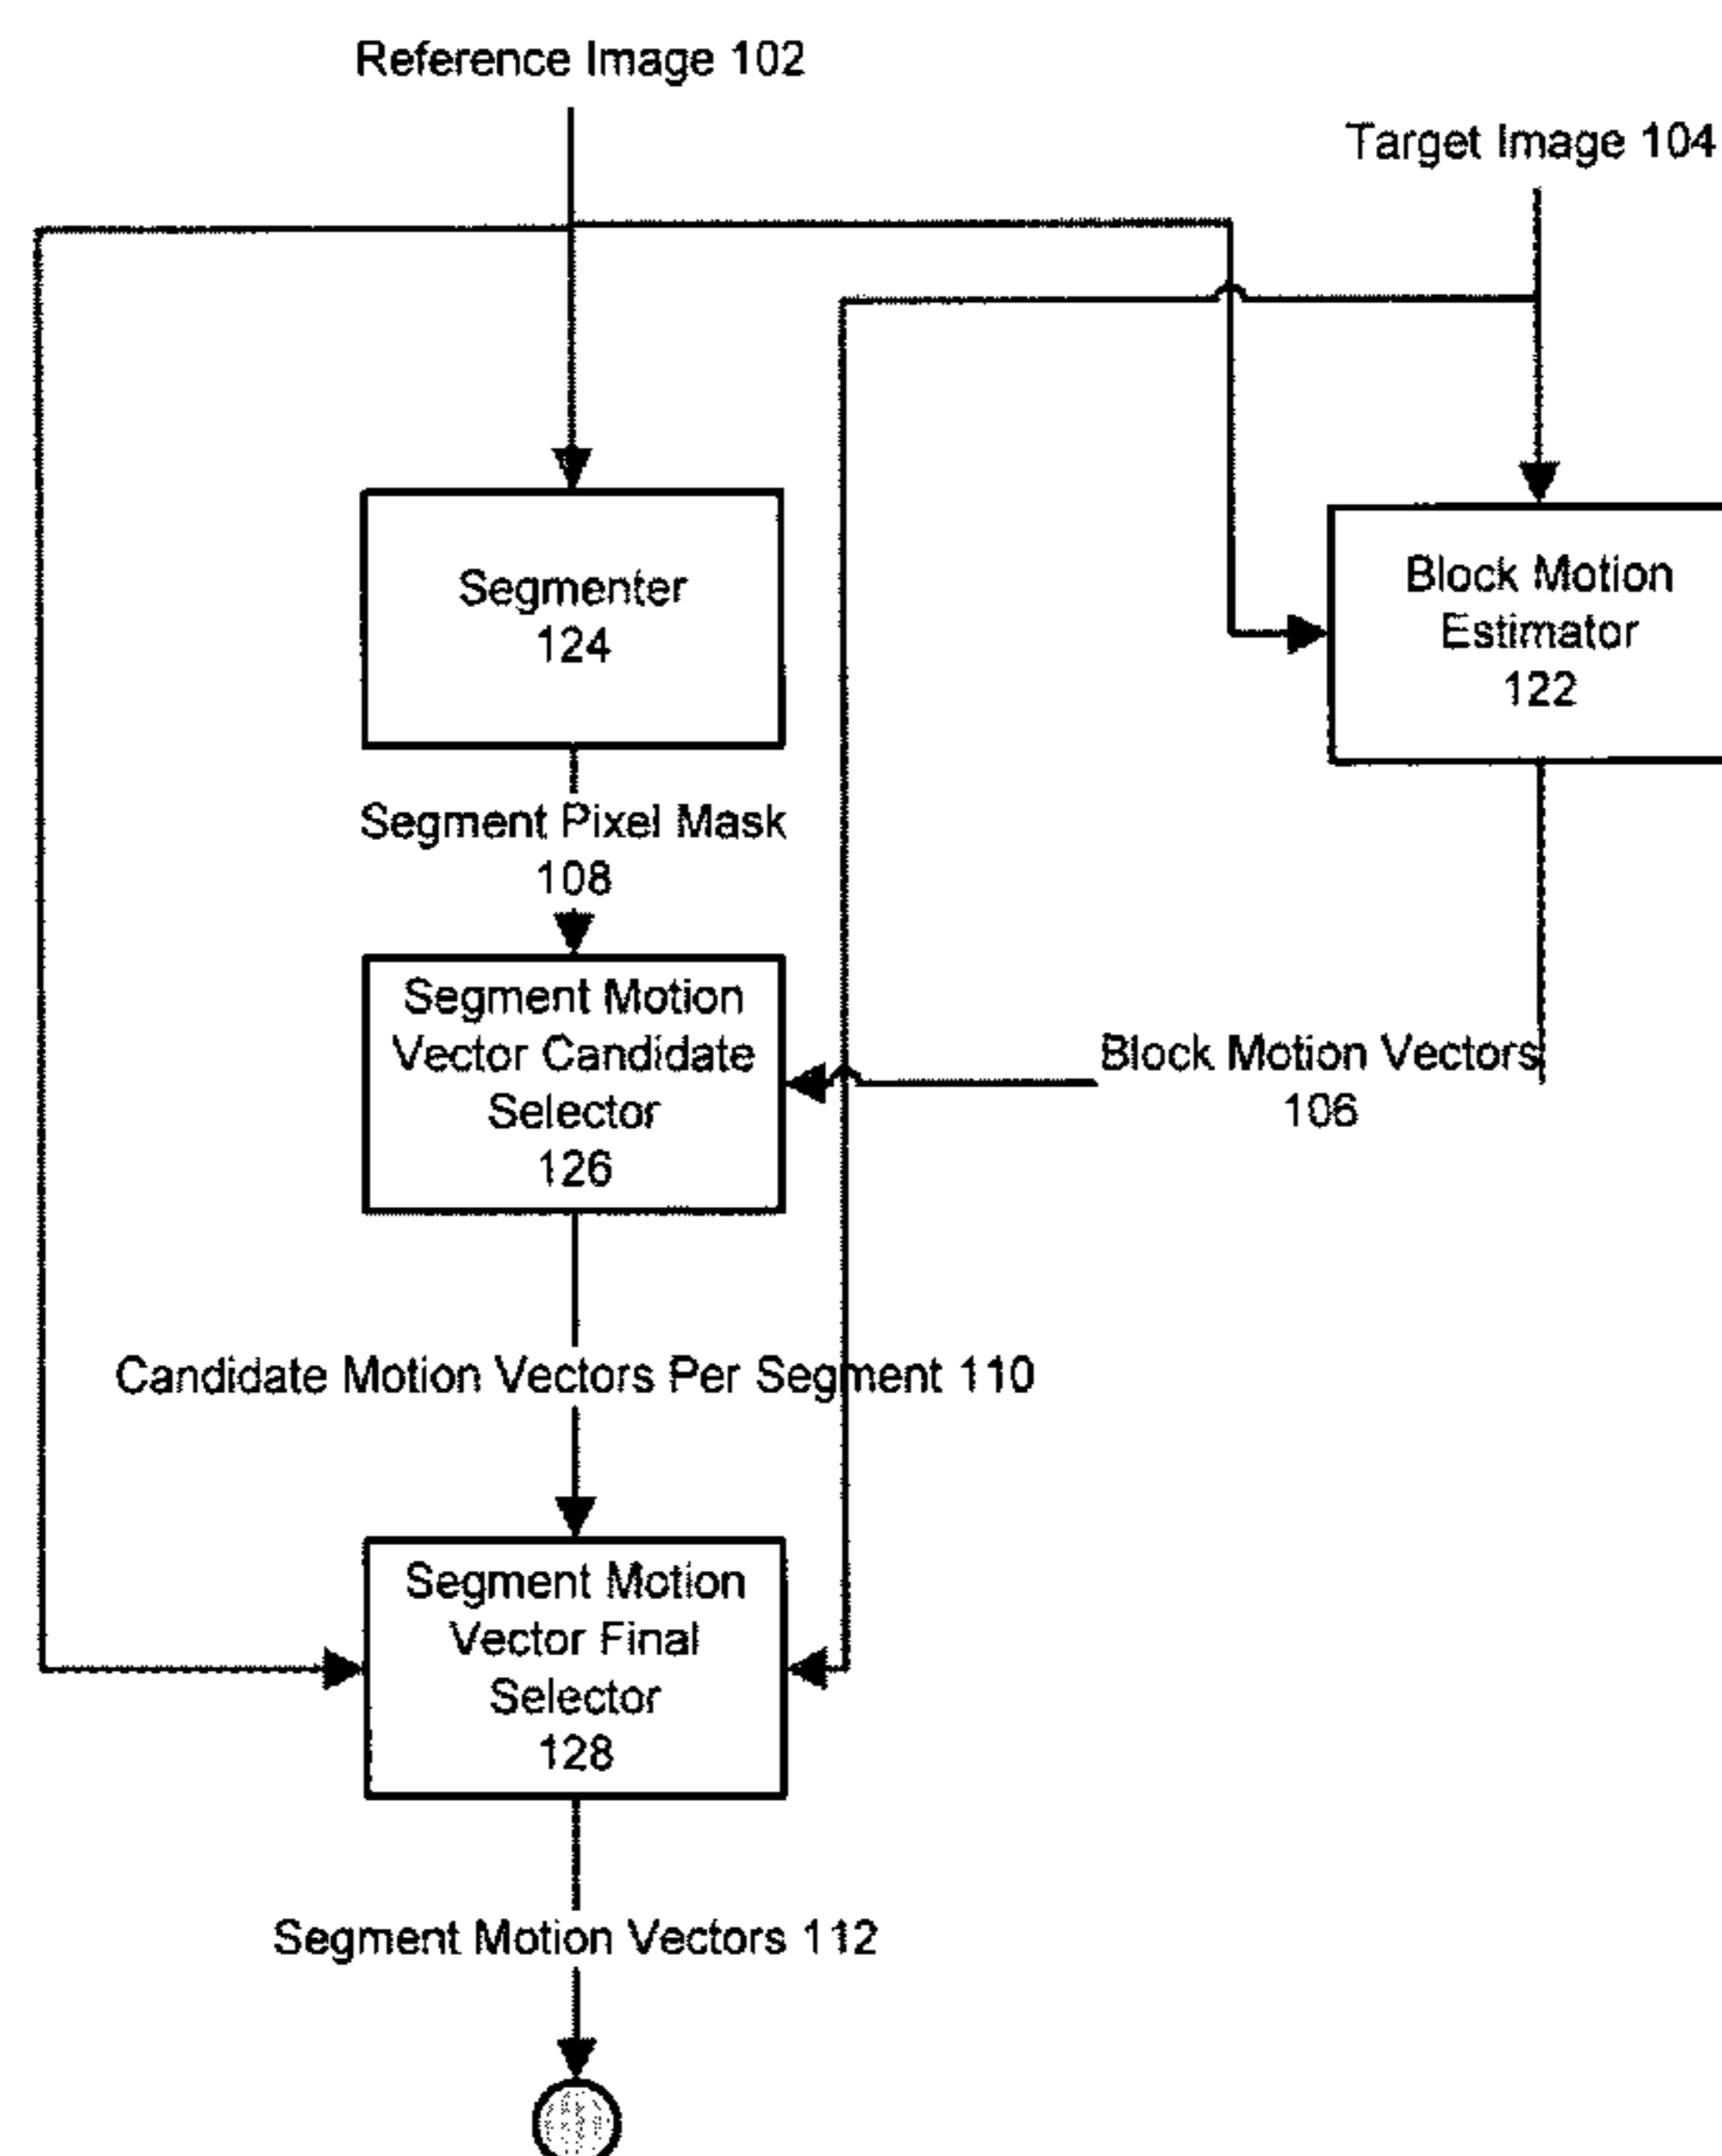 Reference Image 102
Target Image 104
Segmenter
124
Block Motion
Estimator
122
Segment Pixel Mask
108
Segment Motion
Vector Candidate
Selector
126
Block Motion Vectors
106
Candidate Motion Vectors Per Segment 110
Segment Motion
Vector Final
Selector
128
Segment Motion Vectors 112